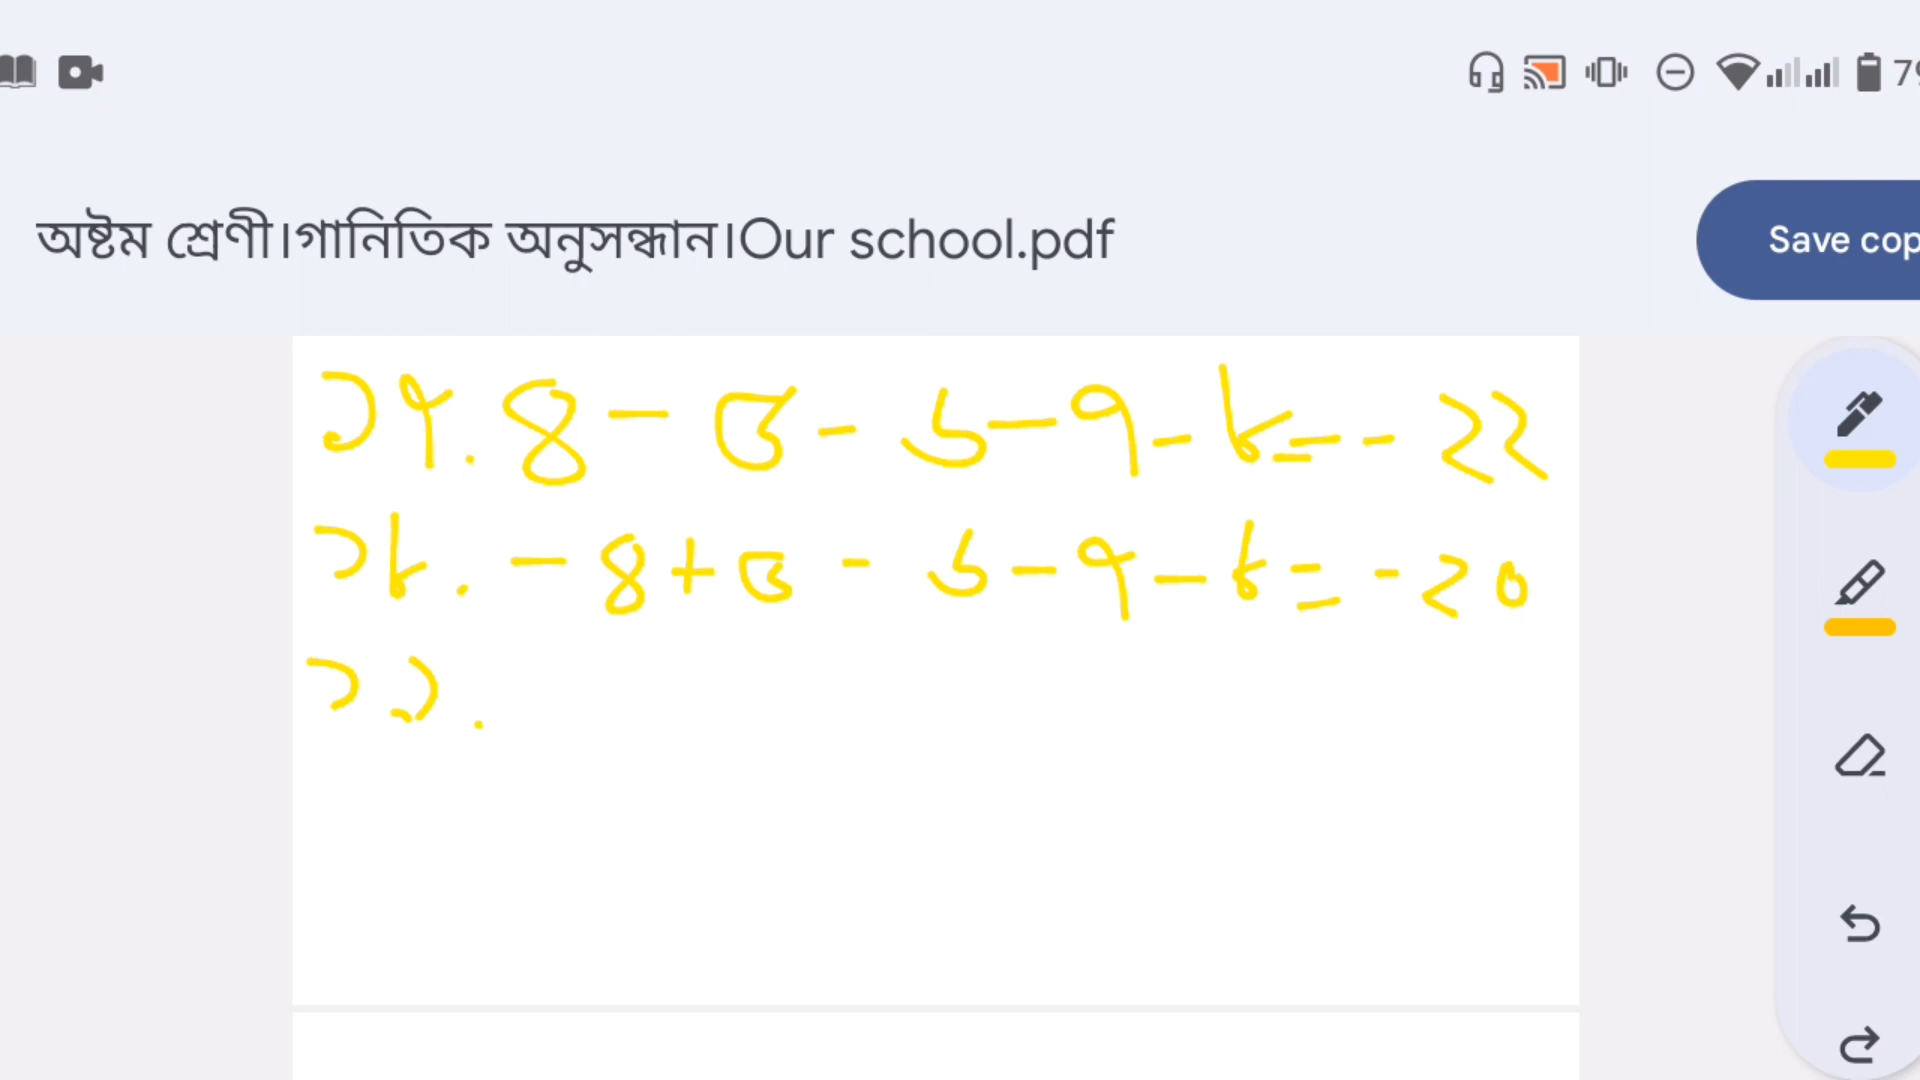 79
অষ্টম শ্রেণী।গানিতিক অনুসন্ধান।Our school.pdf
Save cop
১৭. ৪ - ৫ - ৬ - ৭ - ৮ = - ২২
১৮. - ৪ + ৫ - ৬ - ৭ - ৮ = - ২০
১৯.